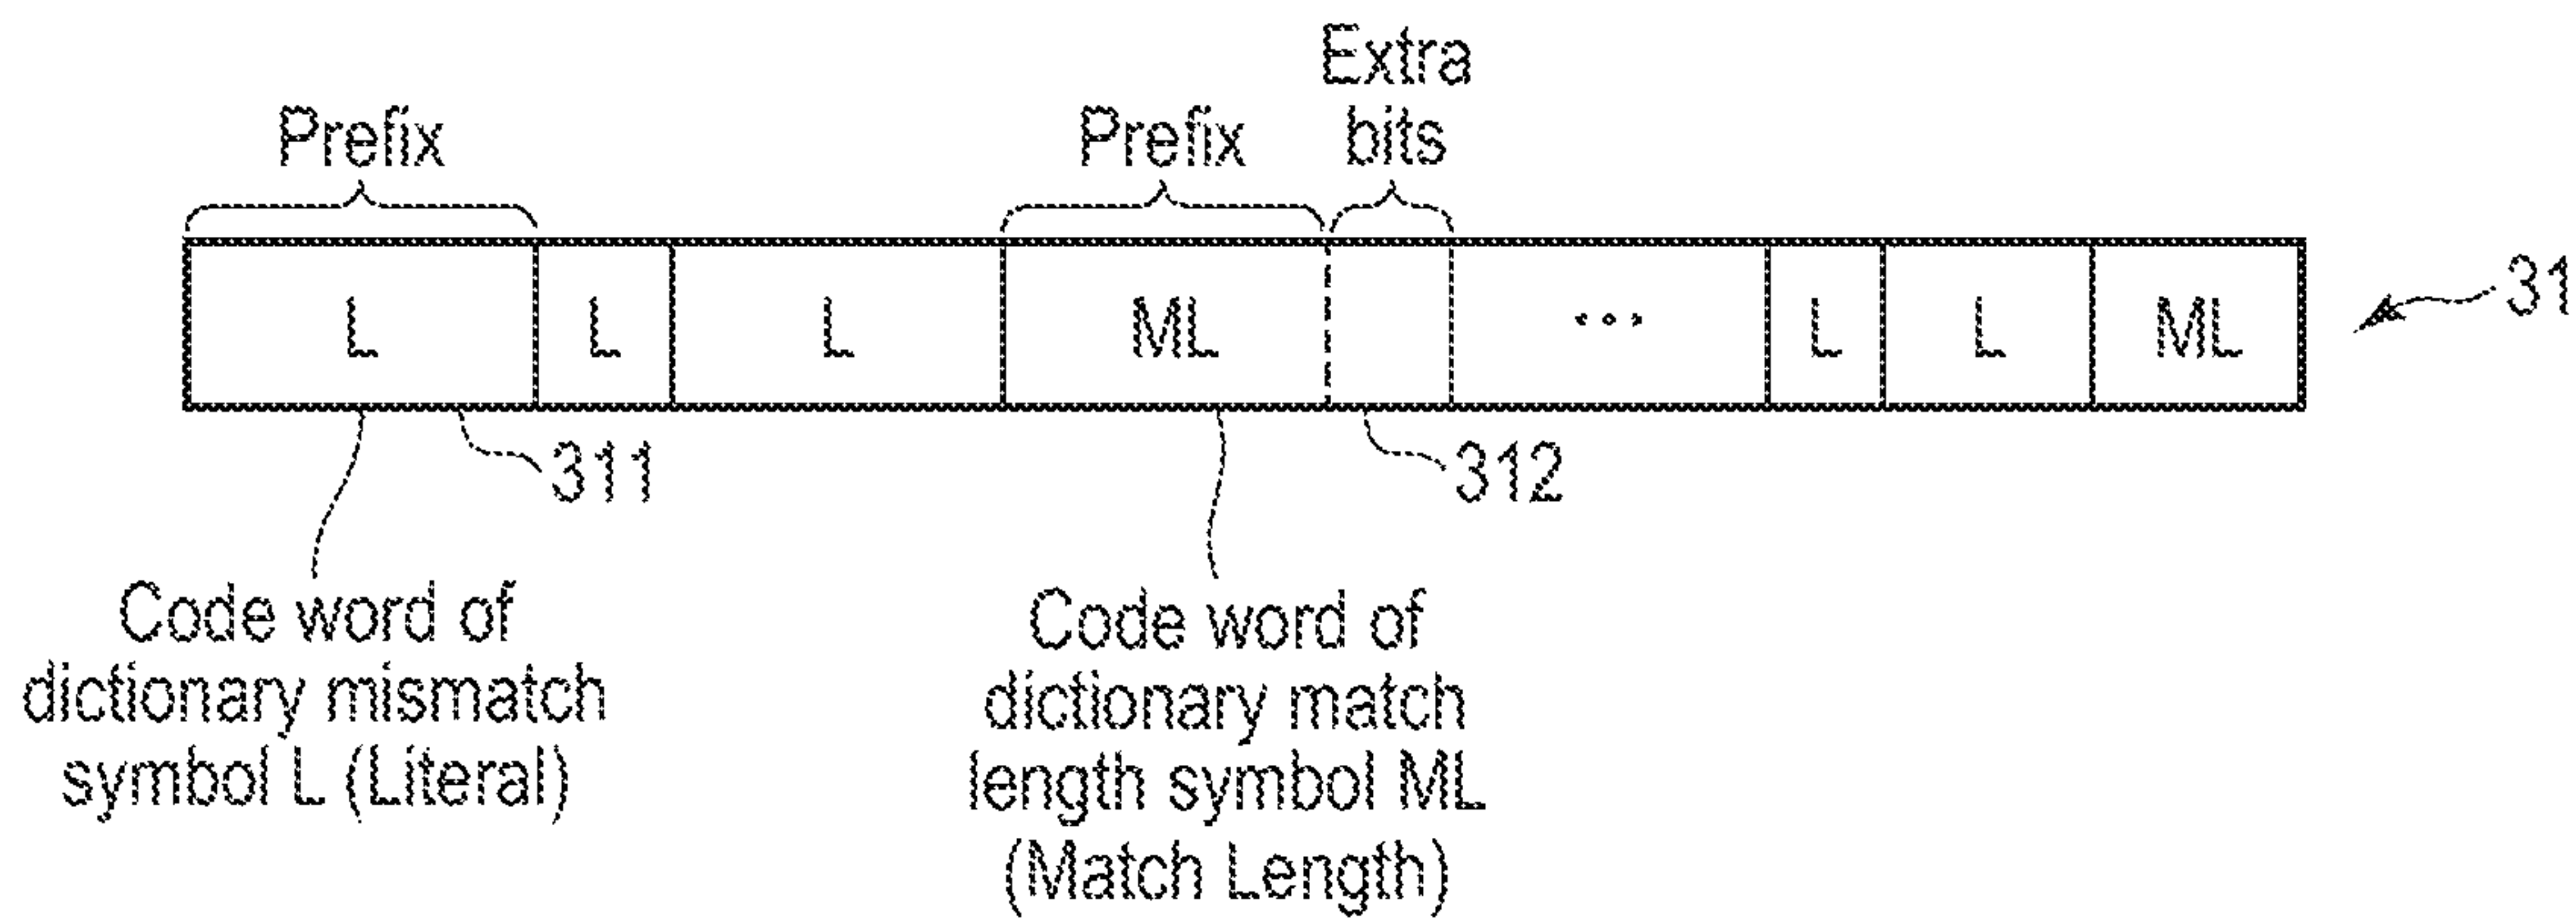 Extra
Prefix Prefix bits
L L L ML ... L L ML 31
311 312
Code word of
dictionary mismatch
symbol L (Literal)
Code word of
dictionary match
length symbol ML
(Match Length)